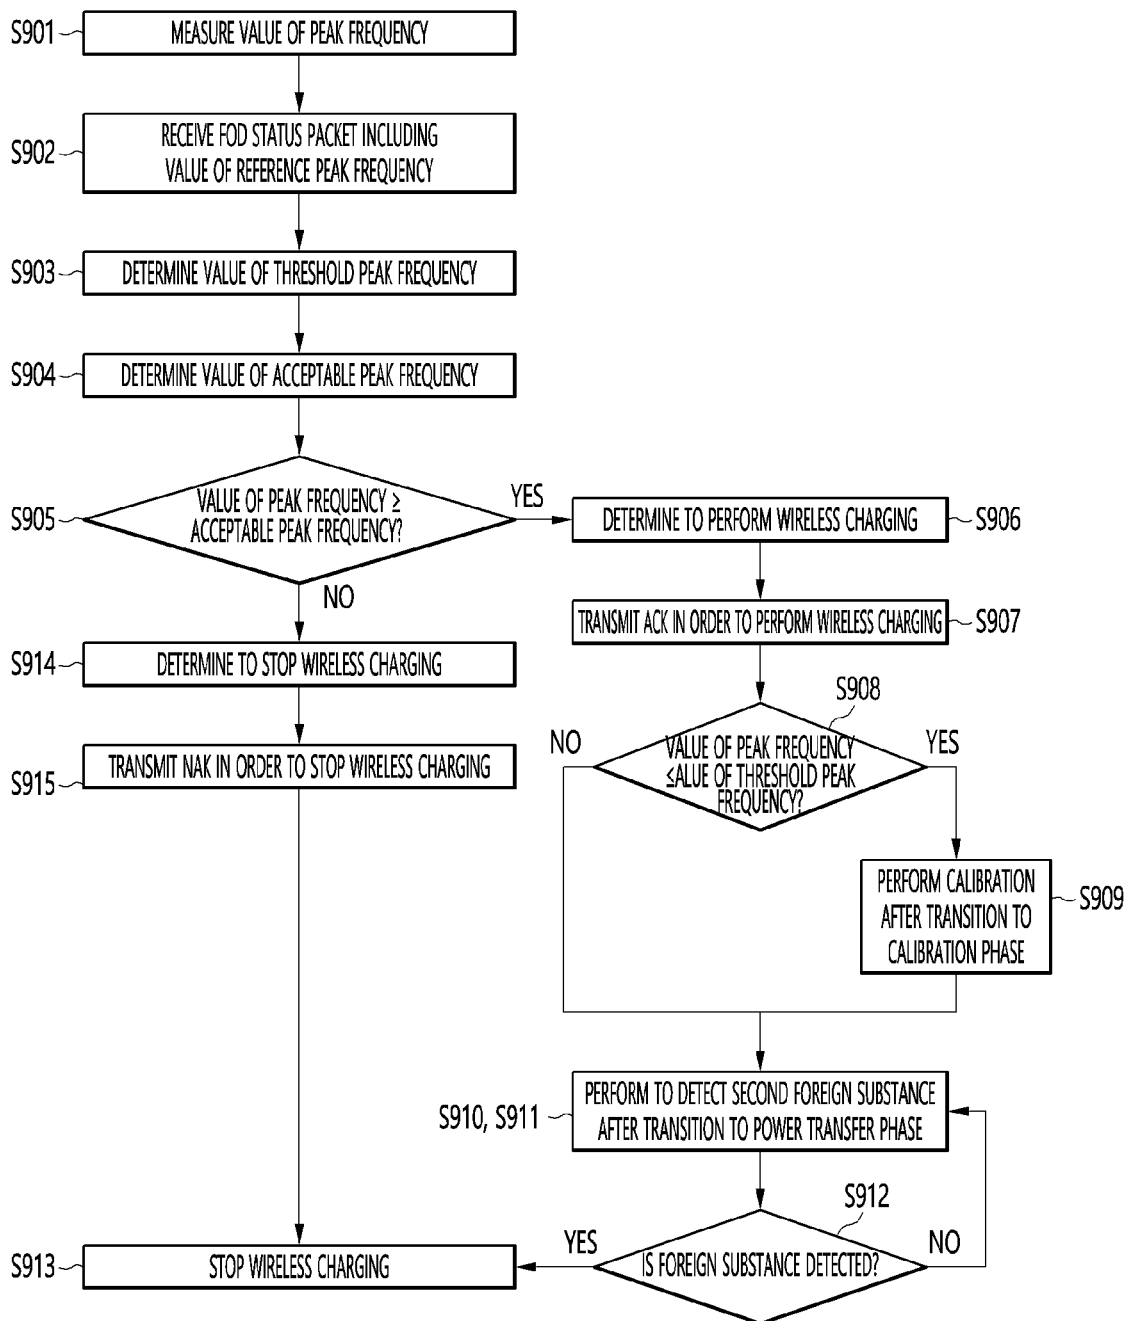 S901
MEASURE VALUE OF PEAK FREQUENCY
S902
RECEIVE FOD STATUS PACKET INCLUDING
VALUE OF REFERENCE PEAK FREQUENCY
S903
DETERMINE VALUE OF THRESHOLD PEAK FREQUENCY
S904
DETERMINE VALUE OF ACCEPTABLE PEAK FREQUENCY
S905
VALUE OF PEAK FREQUENCY ≥
ACCEPTABLE PEAK FREQUENCY?
YES
NO
DETERMINE TO PERFORM WIRELESS CHARGING
S906
TRANSMIT ACK IN ORDER TO PERFORM WIRELESS CHARGING
S907
S914
DETERMINE TO STOP WIRELESS CHARGING
S915
TRANSMIT NAK IN ORDER TO STOP WIRELESS CHARGING
S908
NO
VALUE OF PEAK FREQUENCY
≤ALUE OF THRESHOLD PEAK
FREQUENCY?
YES
PERFORM CALIBRATION
AFTER TRANSITION TO
CALIBRATION PHASE
S909
S910, S911
PERFORM TO DETECT SECOND FOREIGN SUBSTANCE
AFTER TRANSITION TO POWER TRANSFER PHASE
S912
YES
IS FOREIGN SUBSTANCE DETECTED?
NO
S913
STOP WIRELESS CHARGING